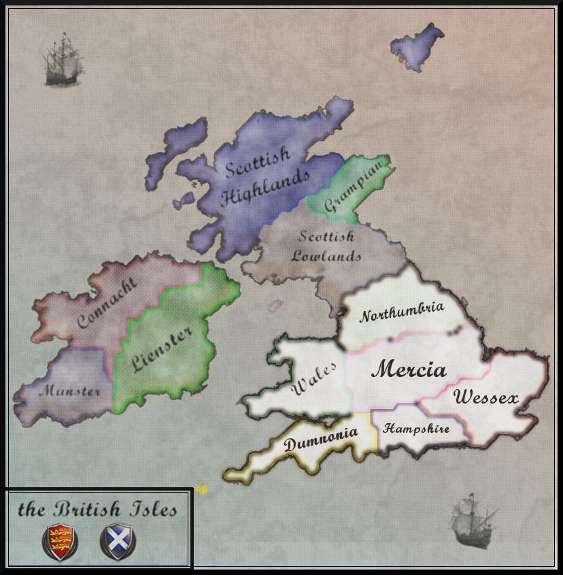 Scottish
Highlands
Grampian
Scottish
Lowlands
Connacht
Northumbria
Lienster
Mercia
Wales
Munster
Wessex
Dumnonia
Hampshire
the British Isles